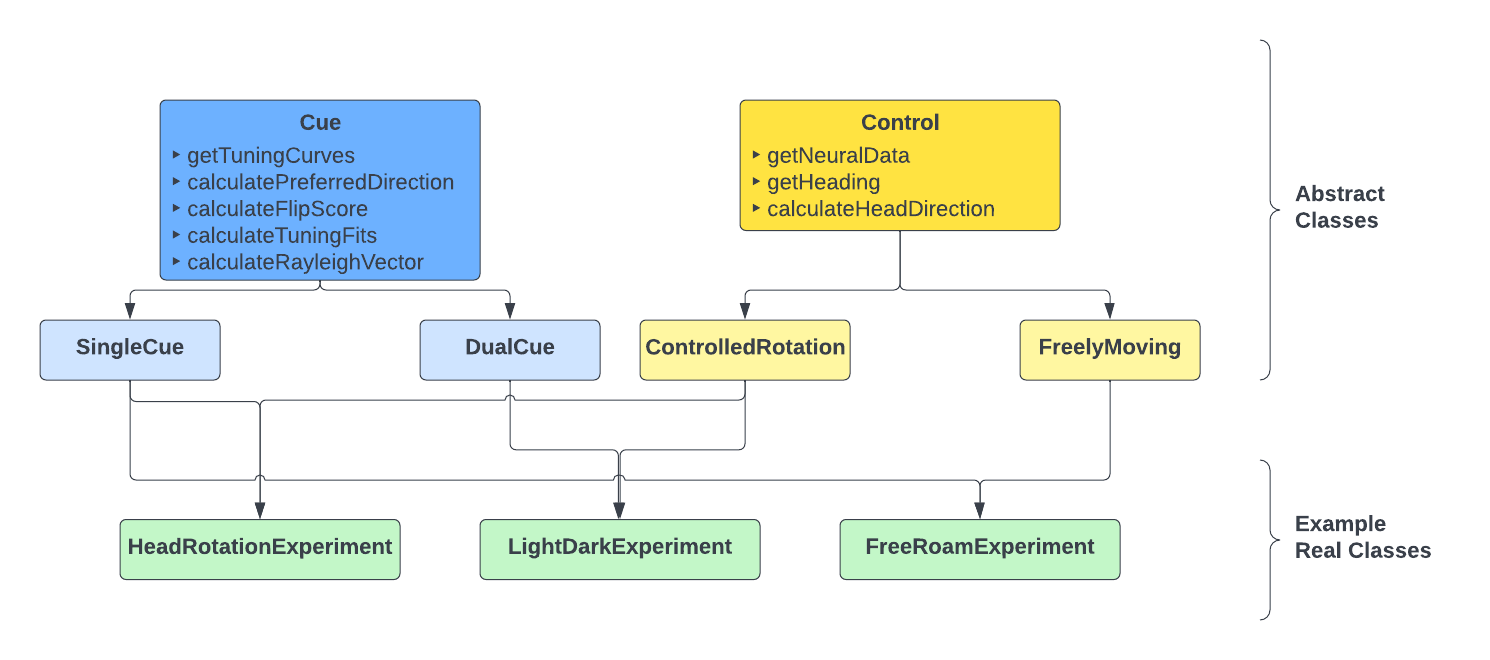 Cue
getTuningCurves
calculatePreferredDirection
calculateFlipScore
calculateTuningFits
calculateRayleighVector
Control
getNeuralData
getHeading
calculateHeadDirection
Abstract
Classes
SingleCue
DualCue
ControlledRotation
FreelyMoving
HeadRotationExperiment
LightDarkExperiment
FreeRoamExperiment
Example
Real Classes